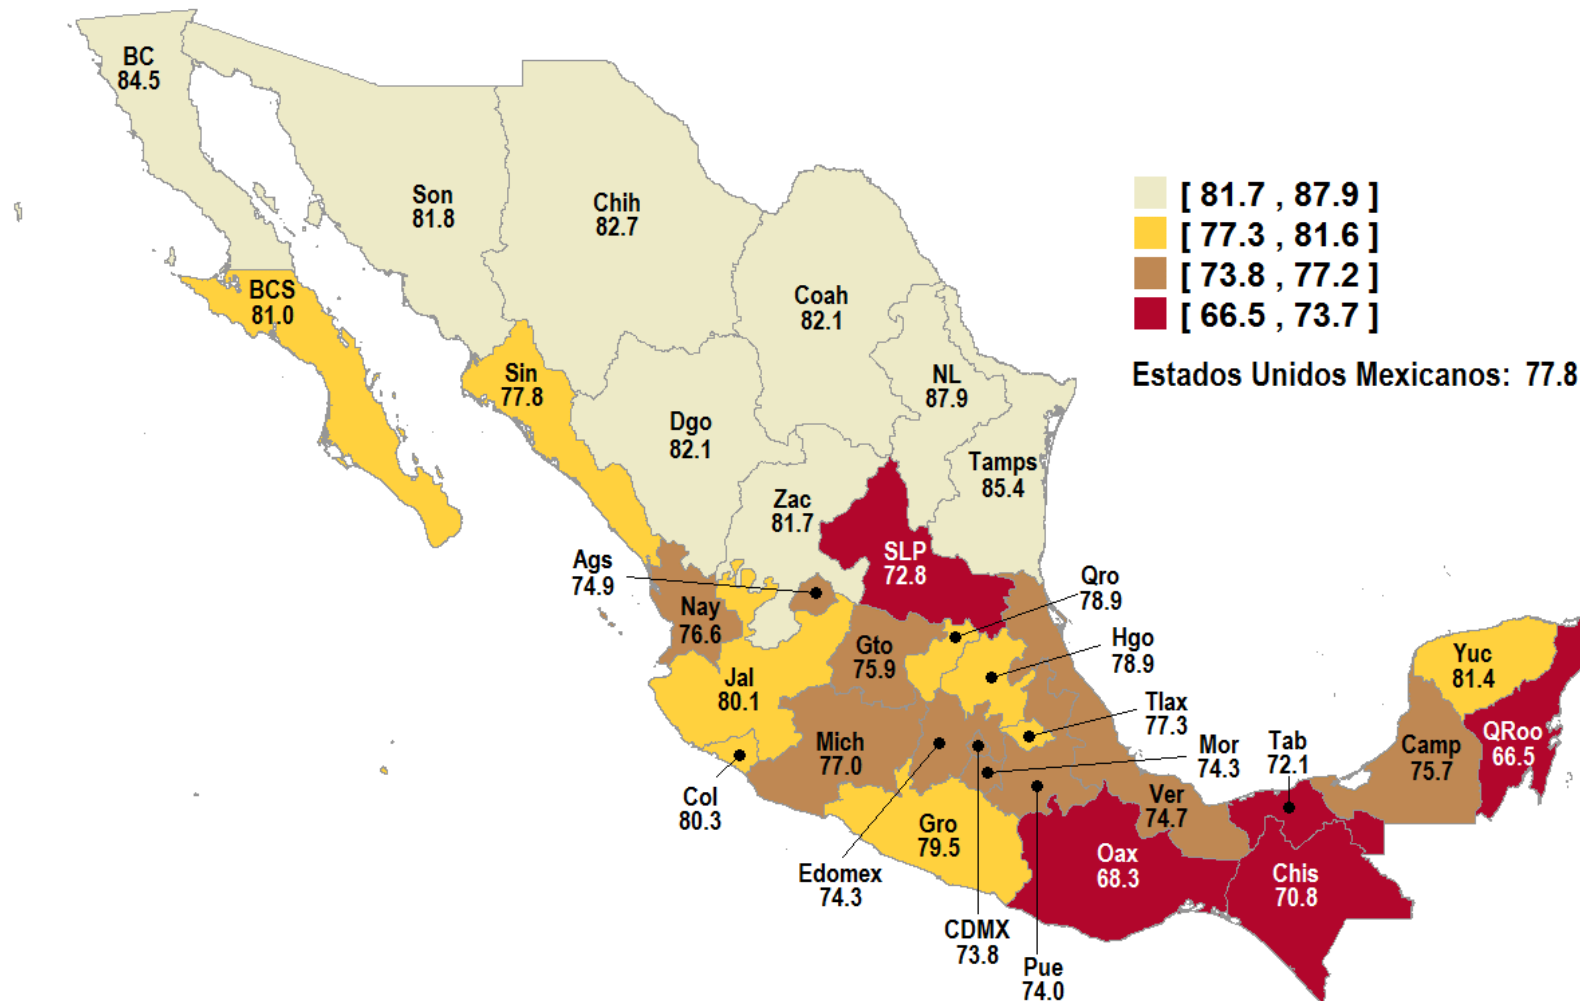 BC
84.5
Son
81.8
Chih
82.7
[ 81.7 , 87.9 ]
[ 77.3 , 81.6 ]
[ 73.8 , 77.2 ]
[ 66.5 , 73.7 ]
Estados Unidos Mexicanos: 77.8
BCS
81.0
Coah
82.1
Sin
77.8
NL
87.9
Dgo
82.1
Tamps
85.4
Zac
81.7
SLP
72.8
Ags
74.9
Nay
76.6
Qro
78.9
Gto
75.9
Hgo
78.9
Jal
80.1
Yuc
81.4
Tlax
77.3
Mich
77.0
Mor
74.3
Tab
72.1
Camp
75.7
QRoo
66.5
Col
80.3
Ver
74.7
Gro
79.5
Edomex
74.3
Oax
68.3
Chis
70.8
CDMX
73.8
Pue
74.0